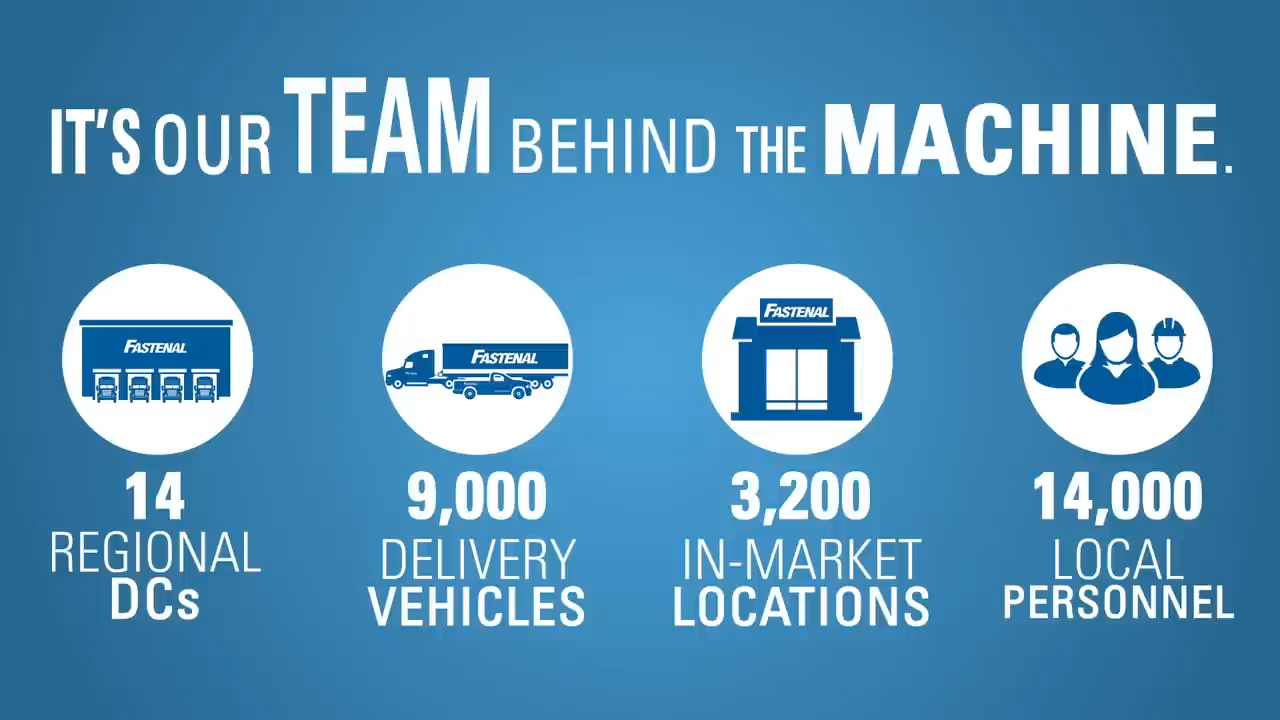 IT'S OUR TEAM BEHIND THE MACHINE.
FASTENAL
14
REGIONAL
DCs
FASTENAL
9,000
DELIVERY
VEHICLES
FASTENAL
3,200
IN-MARKET
LOCATIONS
14,000
LOCAL
PERSONNEL